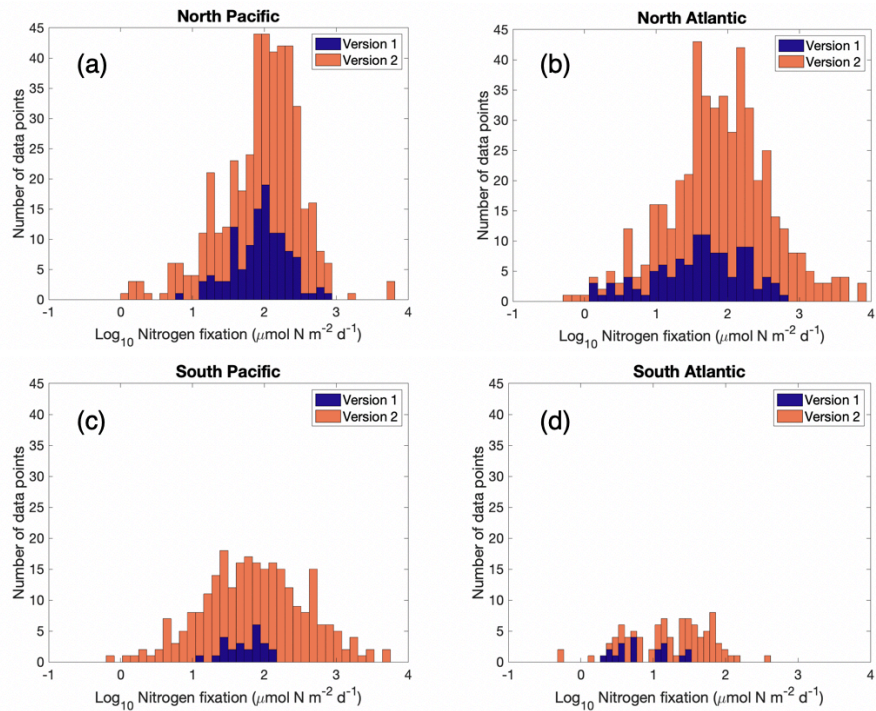 North Pacific
45
40
35
30
25
20
15
10
5
0
Number of data points
(a)
Version 1
Version 2
-1 0 1 2 3 4
Log10 Nitrogen fixation (μmol N m-2 d-1)
North Atlantic
45
40
35
30
25
20
15
10
5
0
Number of data points
(b)
Version 1
Version 2
-1 0 1 2 3 4
Log10 Nitrogen fixation (μmol N m-2 d-1)
South Pacific
45
40
35
30
25
20
15
10
5
0
Number of data points
(c)
Version 1
Version 2
-1 0 1 2 3 4
Log10 Nitrogen fixation (μmol N m-2 d-1)
South Atlantic
45
40
35
30
25
20
15
10
5
0
Number of data points
(d)
Version 1
Version 2
-1 0 1 2 3 4
Log10 Nitrogen fixation (μmol N m-2 d-1)